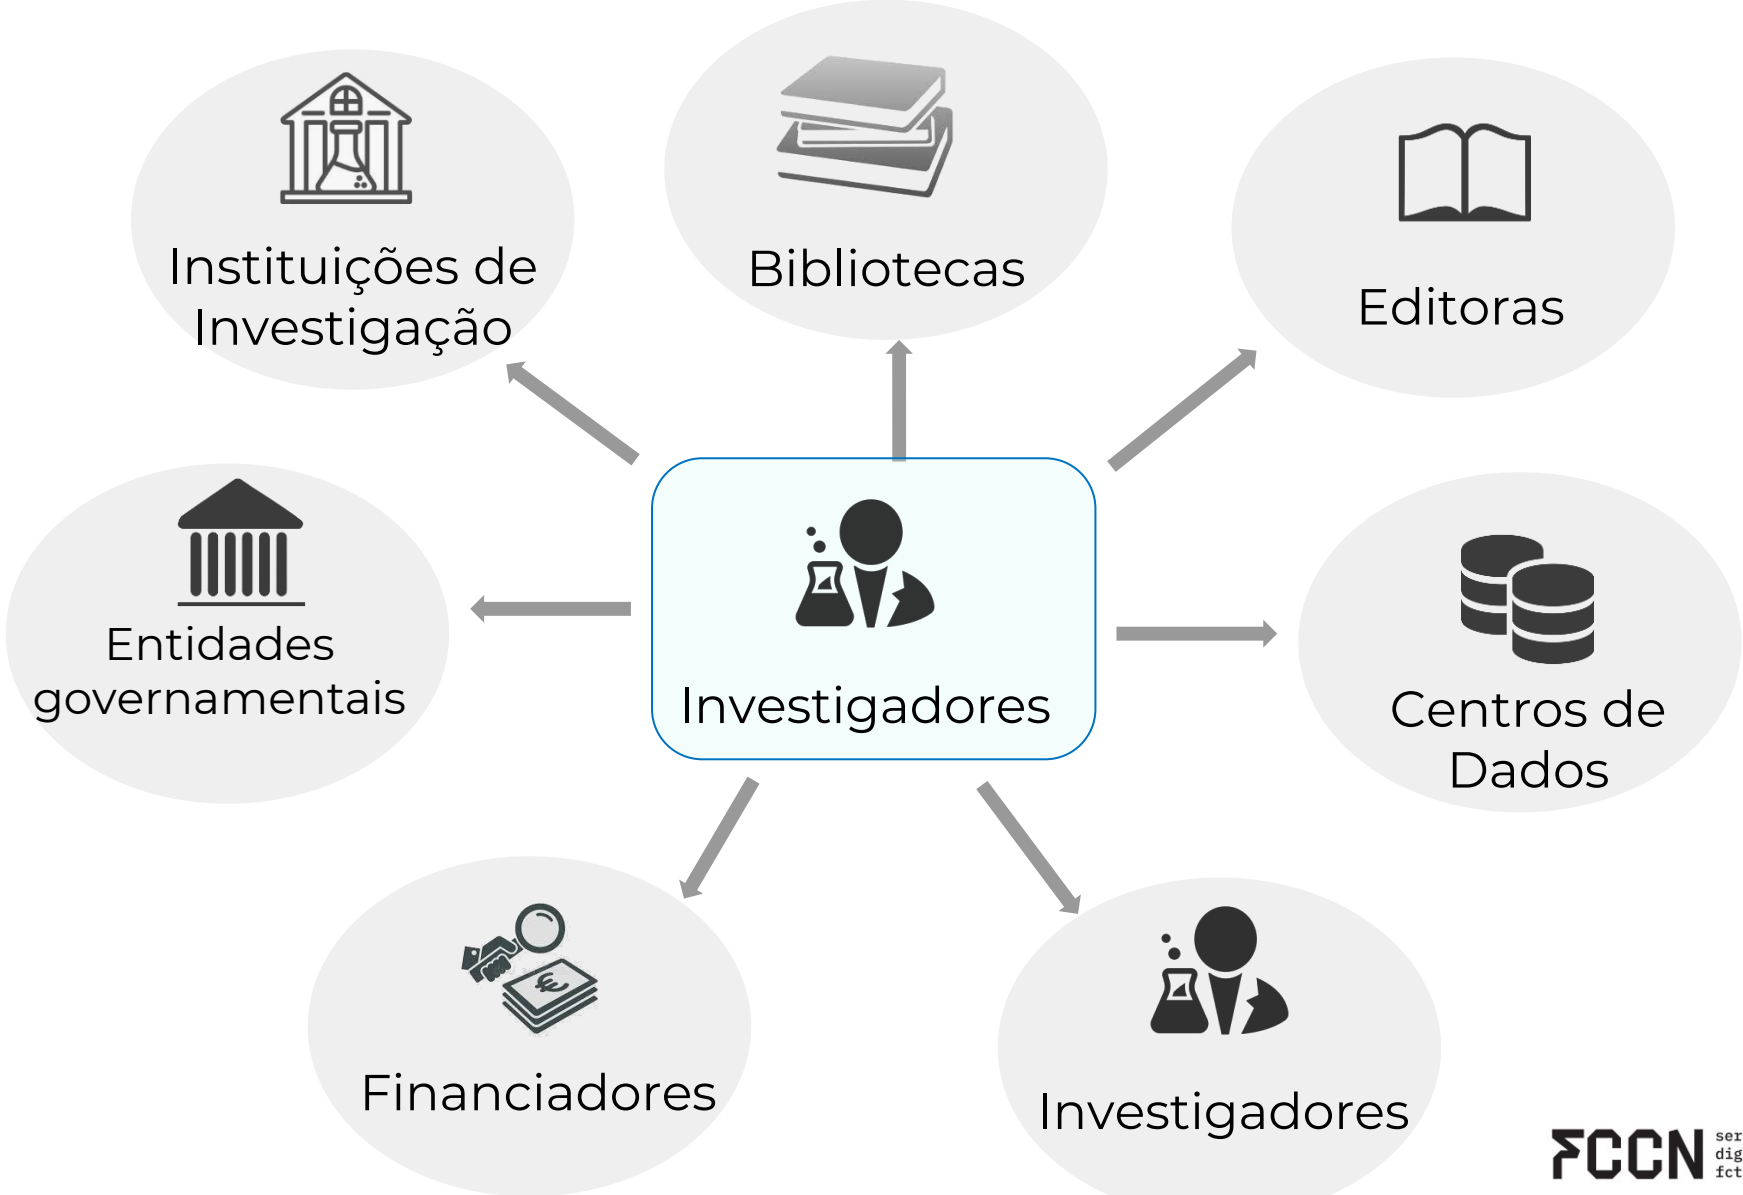 Instituições de
Investigação
Bibliotecas
Editoras
Entidades
governamentais
Investigadores
Centros de
Dados
Financiadores
Investigadores
FCCN
ser
dig
fct